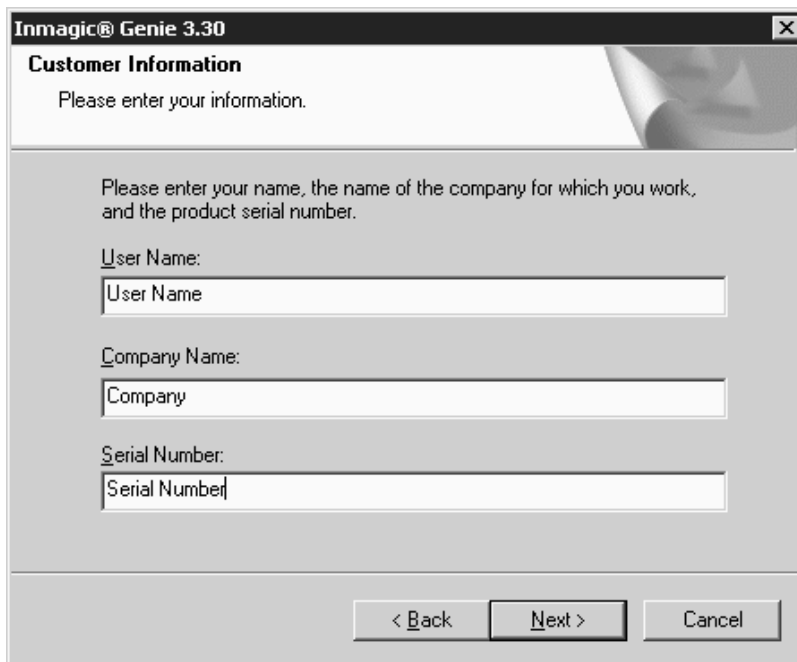 Inmagic® Genie 3.30
Customer Information
Please enter your information.
Please enter your name, the name of the company for which you work,
and the product serial number.
User Name:
User Name
Company Name:
Company
Serial Number:
Serial Number
< Back
Next >
Cancel